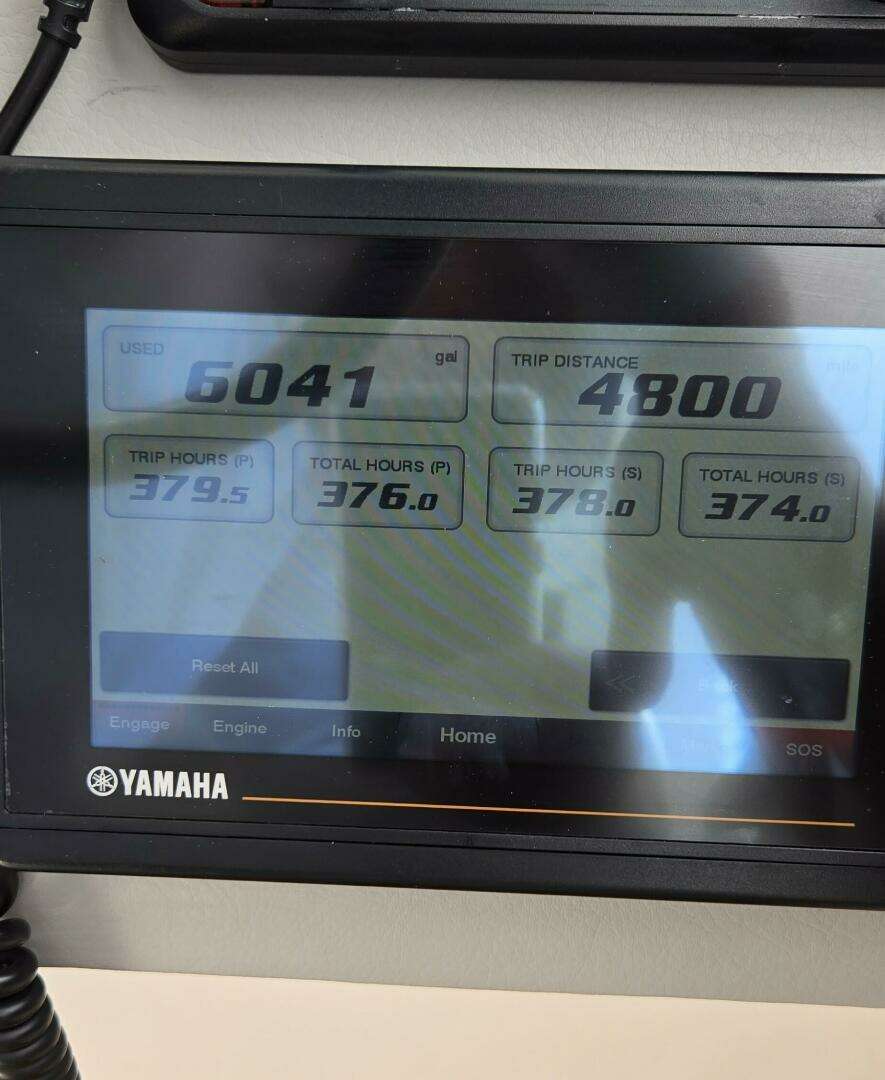 USED
gal
6041
TRIP DISTANCE
mile
4800
TRIP HOURS (P)
379.5
TOTAL HOURS (P)
376.0
TRIP HOURS (S)
378.0
TOTAL HOURS (S)
374.0
Reset All
Engage
Engine
Info
Home
SOS
YAMAHA